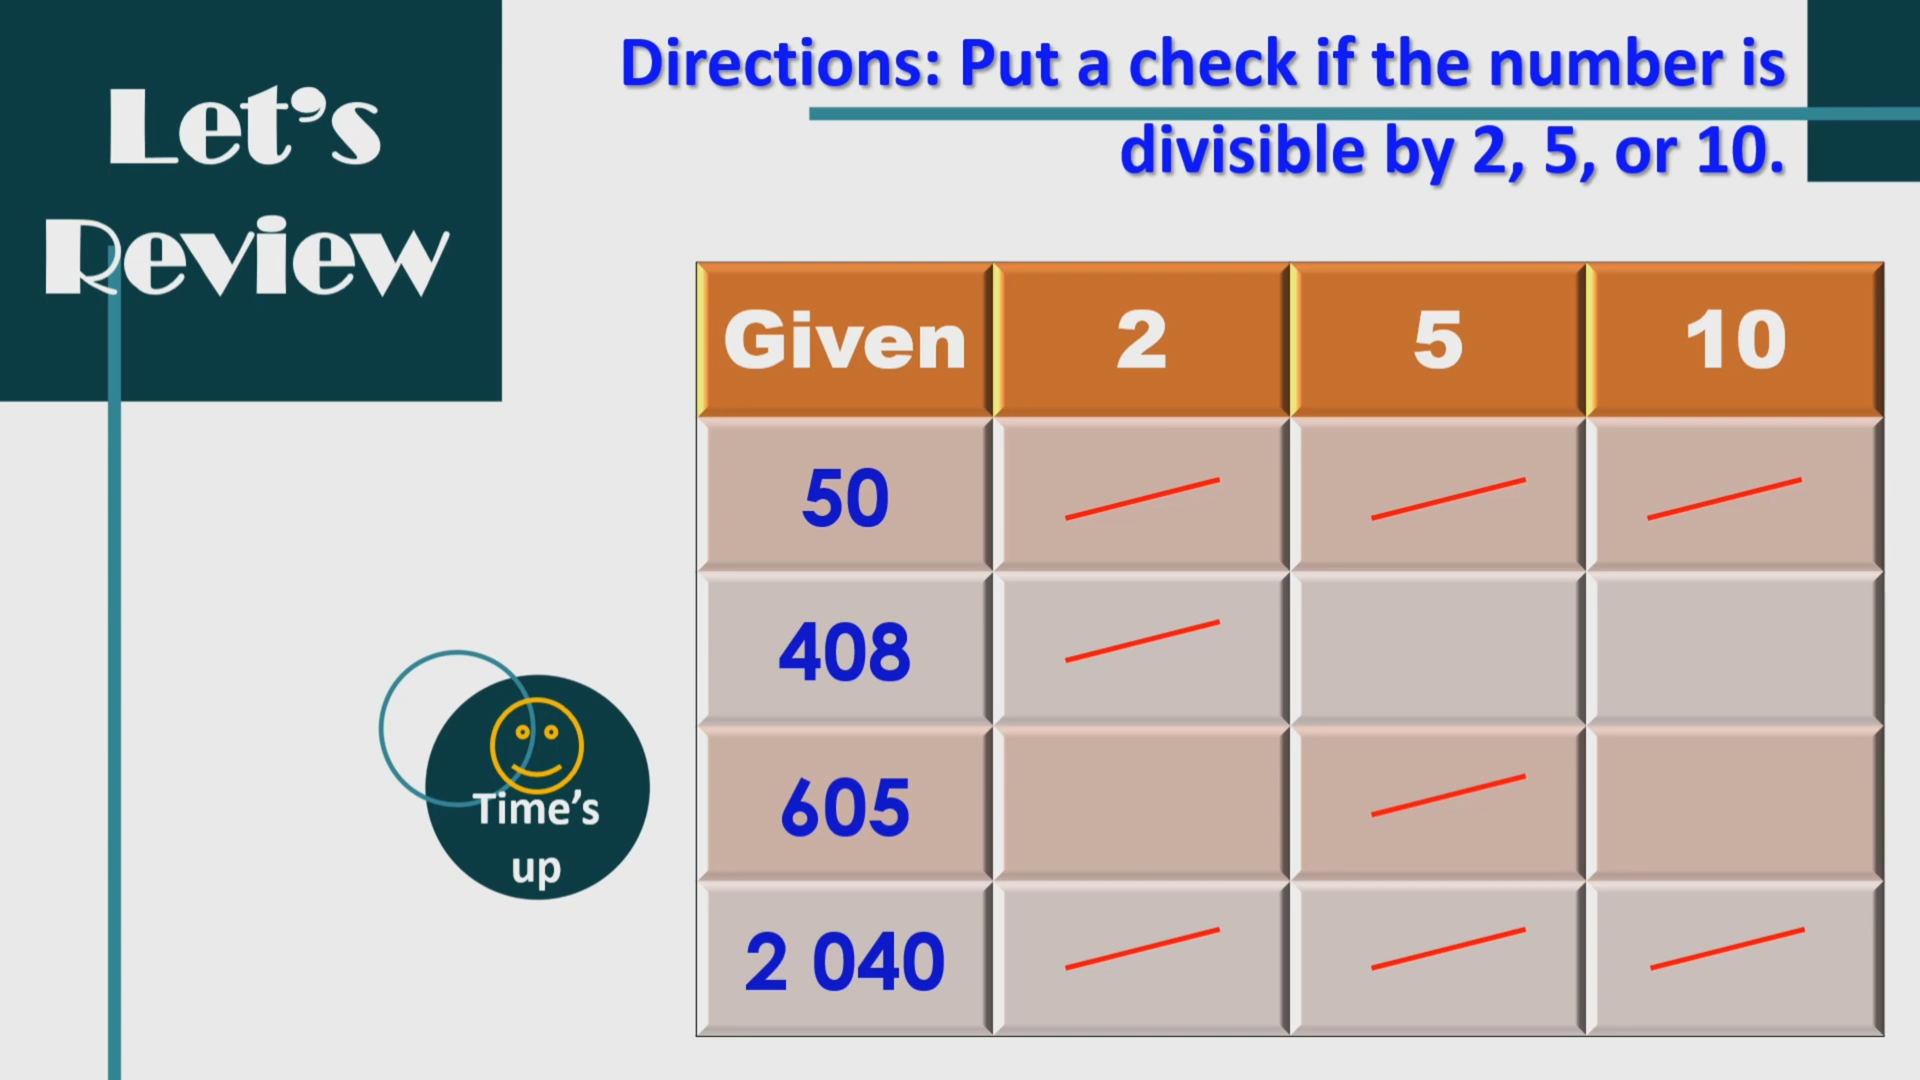 Let’s
Review
Directions: Put a check if the number is
divisible by 2, 5, or 10.
Given 2 5 10
50
408
605
2 040
Time’s
up